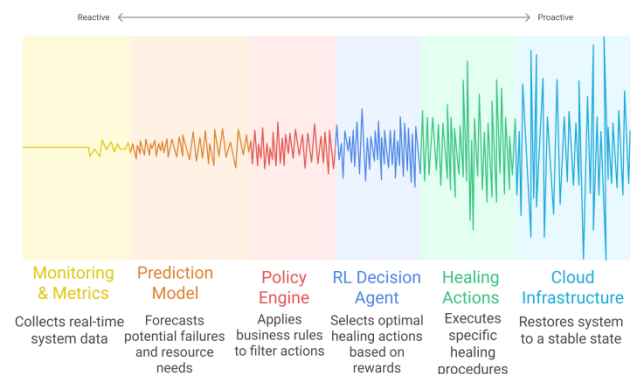 Reactive
Proactive
Monitoring
& Metrics
Collects real-time
system data
Prediction
Model
Forecasts
potential failures
and resource
needs
Policy
Engine
Applies
business rules
to filter actions
RL Decision
Agent
Selects optimal
healing actions
based on
rewards
Healing
Actions
Executes
specific
healing
procedures
Cloud
Infrastructure
Restores system
to a stable state